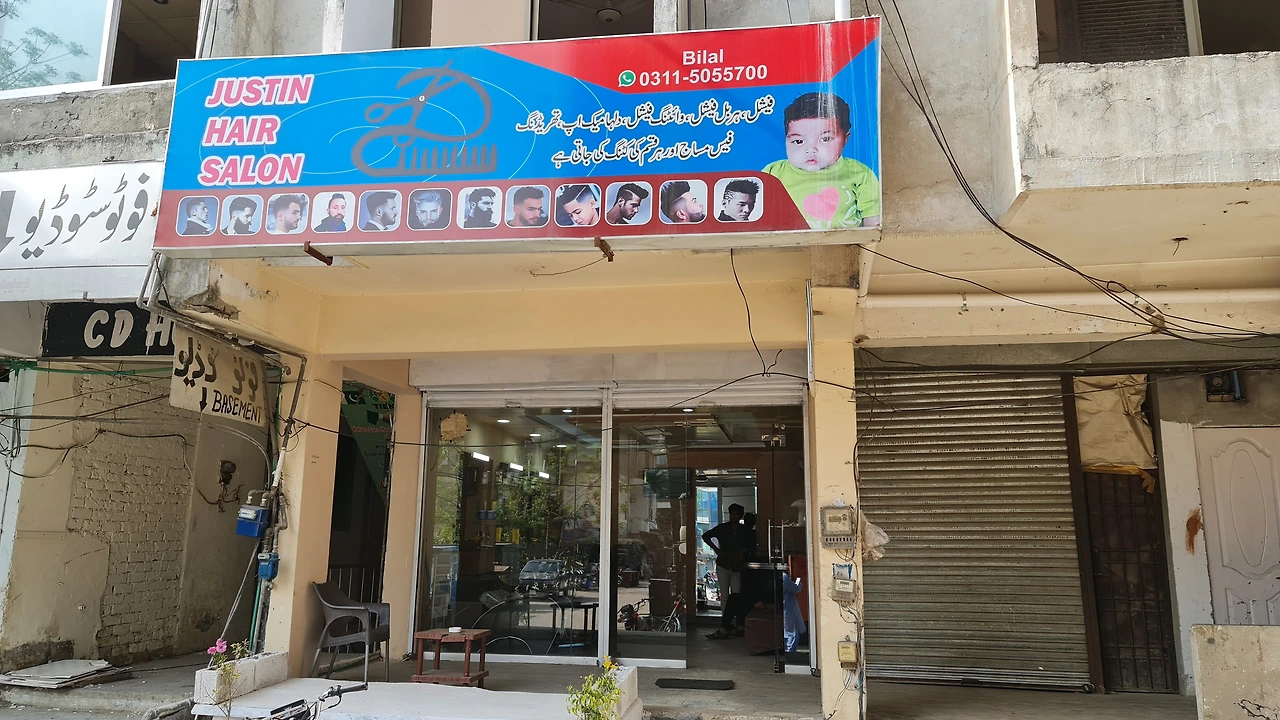 JUSTIN
HAIR
SALON
Bilal
0311-5055700
فیشل، ہربل فیشل، وائٹنگ فیشل، دلہا میک اپ، تھریڈنگ
فیس مساج اور ہر قسم کی کٹنگ کی جاتی ہے
فوٹو سٹوڈیو
CD H
BASEMENT